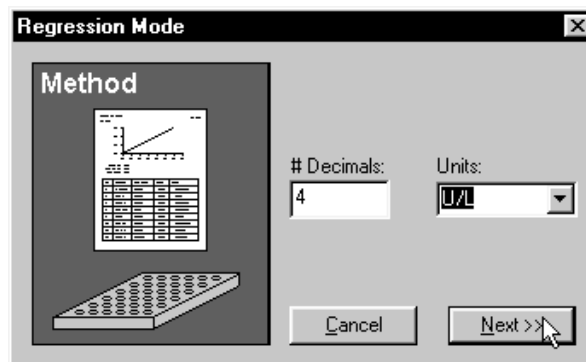 Regression Mode
Method
# Decimals:
Units:
4
U/L
Cancel
Next >>